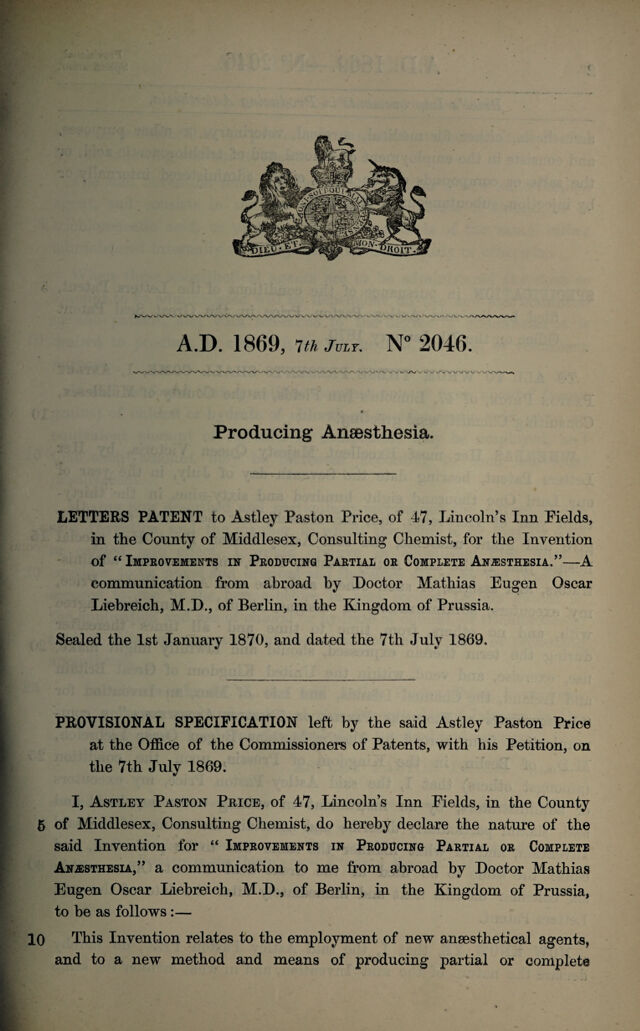 DIEU·ET· MON·DROIT.
A.D. 1869, 7th JULY. N° 2046.
Producing Anæsthesia.
LETTERS PATENT to Astley Paston Price, of 47, Lincoln's Inn Fields,
in the County of Middlesex, Consulting Chemist, for the Invention
of “IMPROVEMENTS IN PRODUCING PARTIAL OR COMPLETE ANÆSTHESIA.”—A
communication from abroad by Doctor Mathias Eugen Oscar
Liebreich, M.D., of Berlin, in the Kingdom of Prussia.
Sealed the 1st January 1870, and dated the 7th July 1869.
PROVISIONAL SPECIFICATION left by the said Astley Paston Price
at the Office of the Commissioners of Patents, with his Petition, on
the 7th July 1869.
I, ASTLEY PASTON PRICE, of 47, Lincoln's Inn Fields, in the County
5 of Middlesex, Consulting Chemist, do hereby declare the nature of the
said Invention for “IMPROVEMENTS IN PRODUCING PARTIAL OR COMPLETE
ANÆSTHESIA,” a communication to me from abroad by Doctor Mathias
Eugen Oscar Liebreich, M.D., of Berlin, in the Kingdom of Prussia,
to be as follows:—
10 This Invention relates to the employment of new anæsthetical agents,
and to a new method and means of producing partial or complete